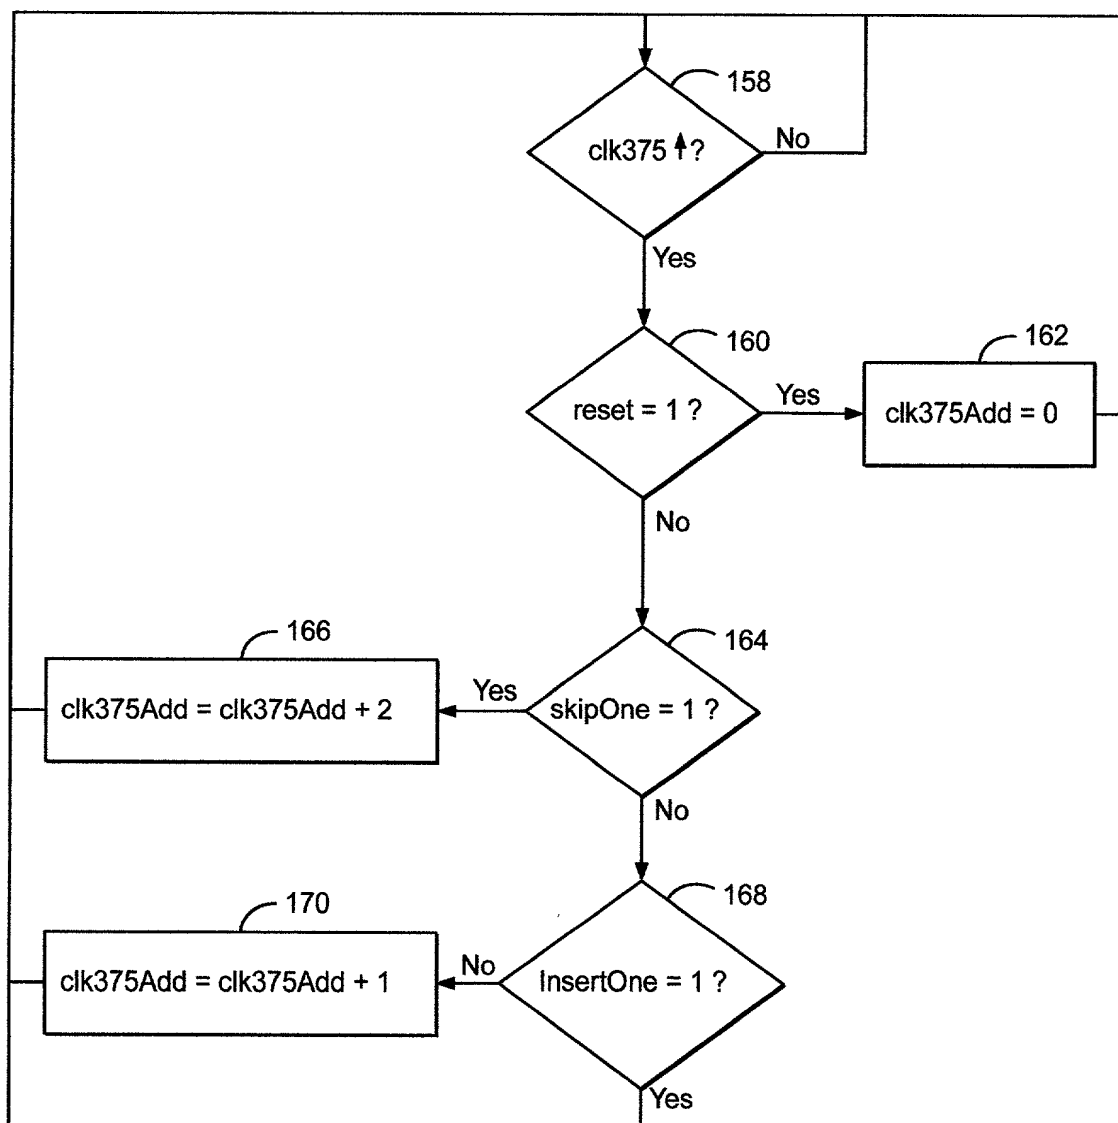 158
clk375 ↑ ?
No
Yes
160
reset = 1 ?
Yes
162
clk375Add = 0
No
164
skipOne = 1 ?
Yes
166
clk375Add = clk375Add + 2
No
168
InsertOne = 1 ?
No
170
clk375Add = clk375Add + 1
Yes